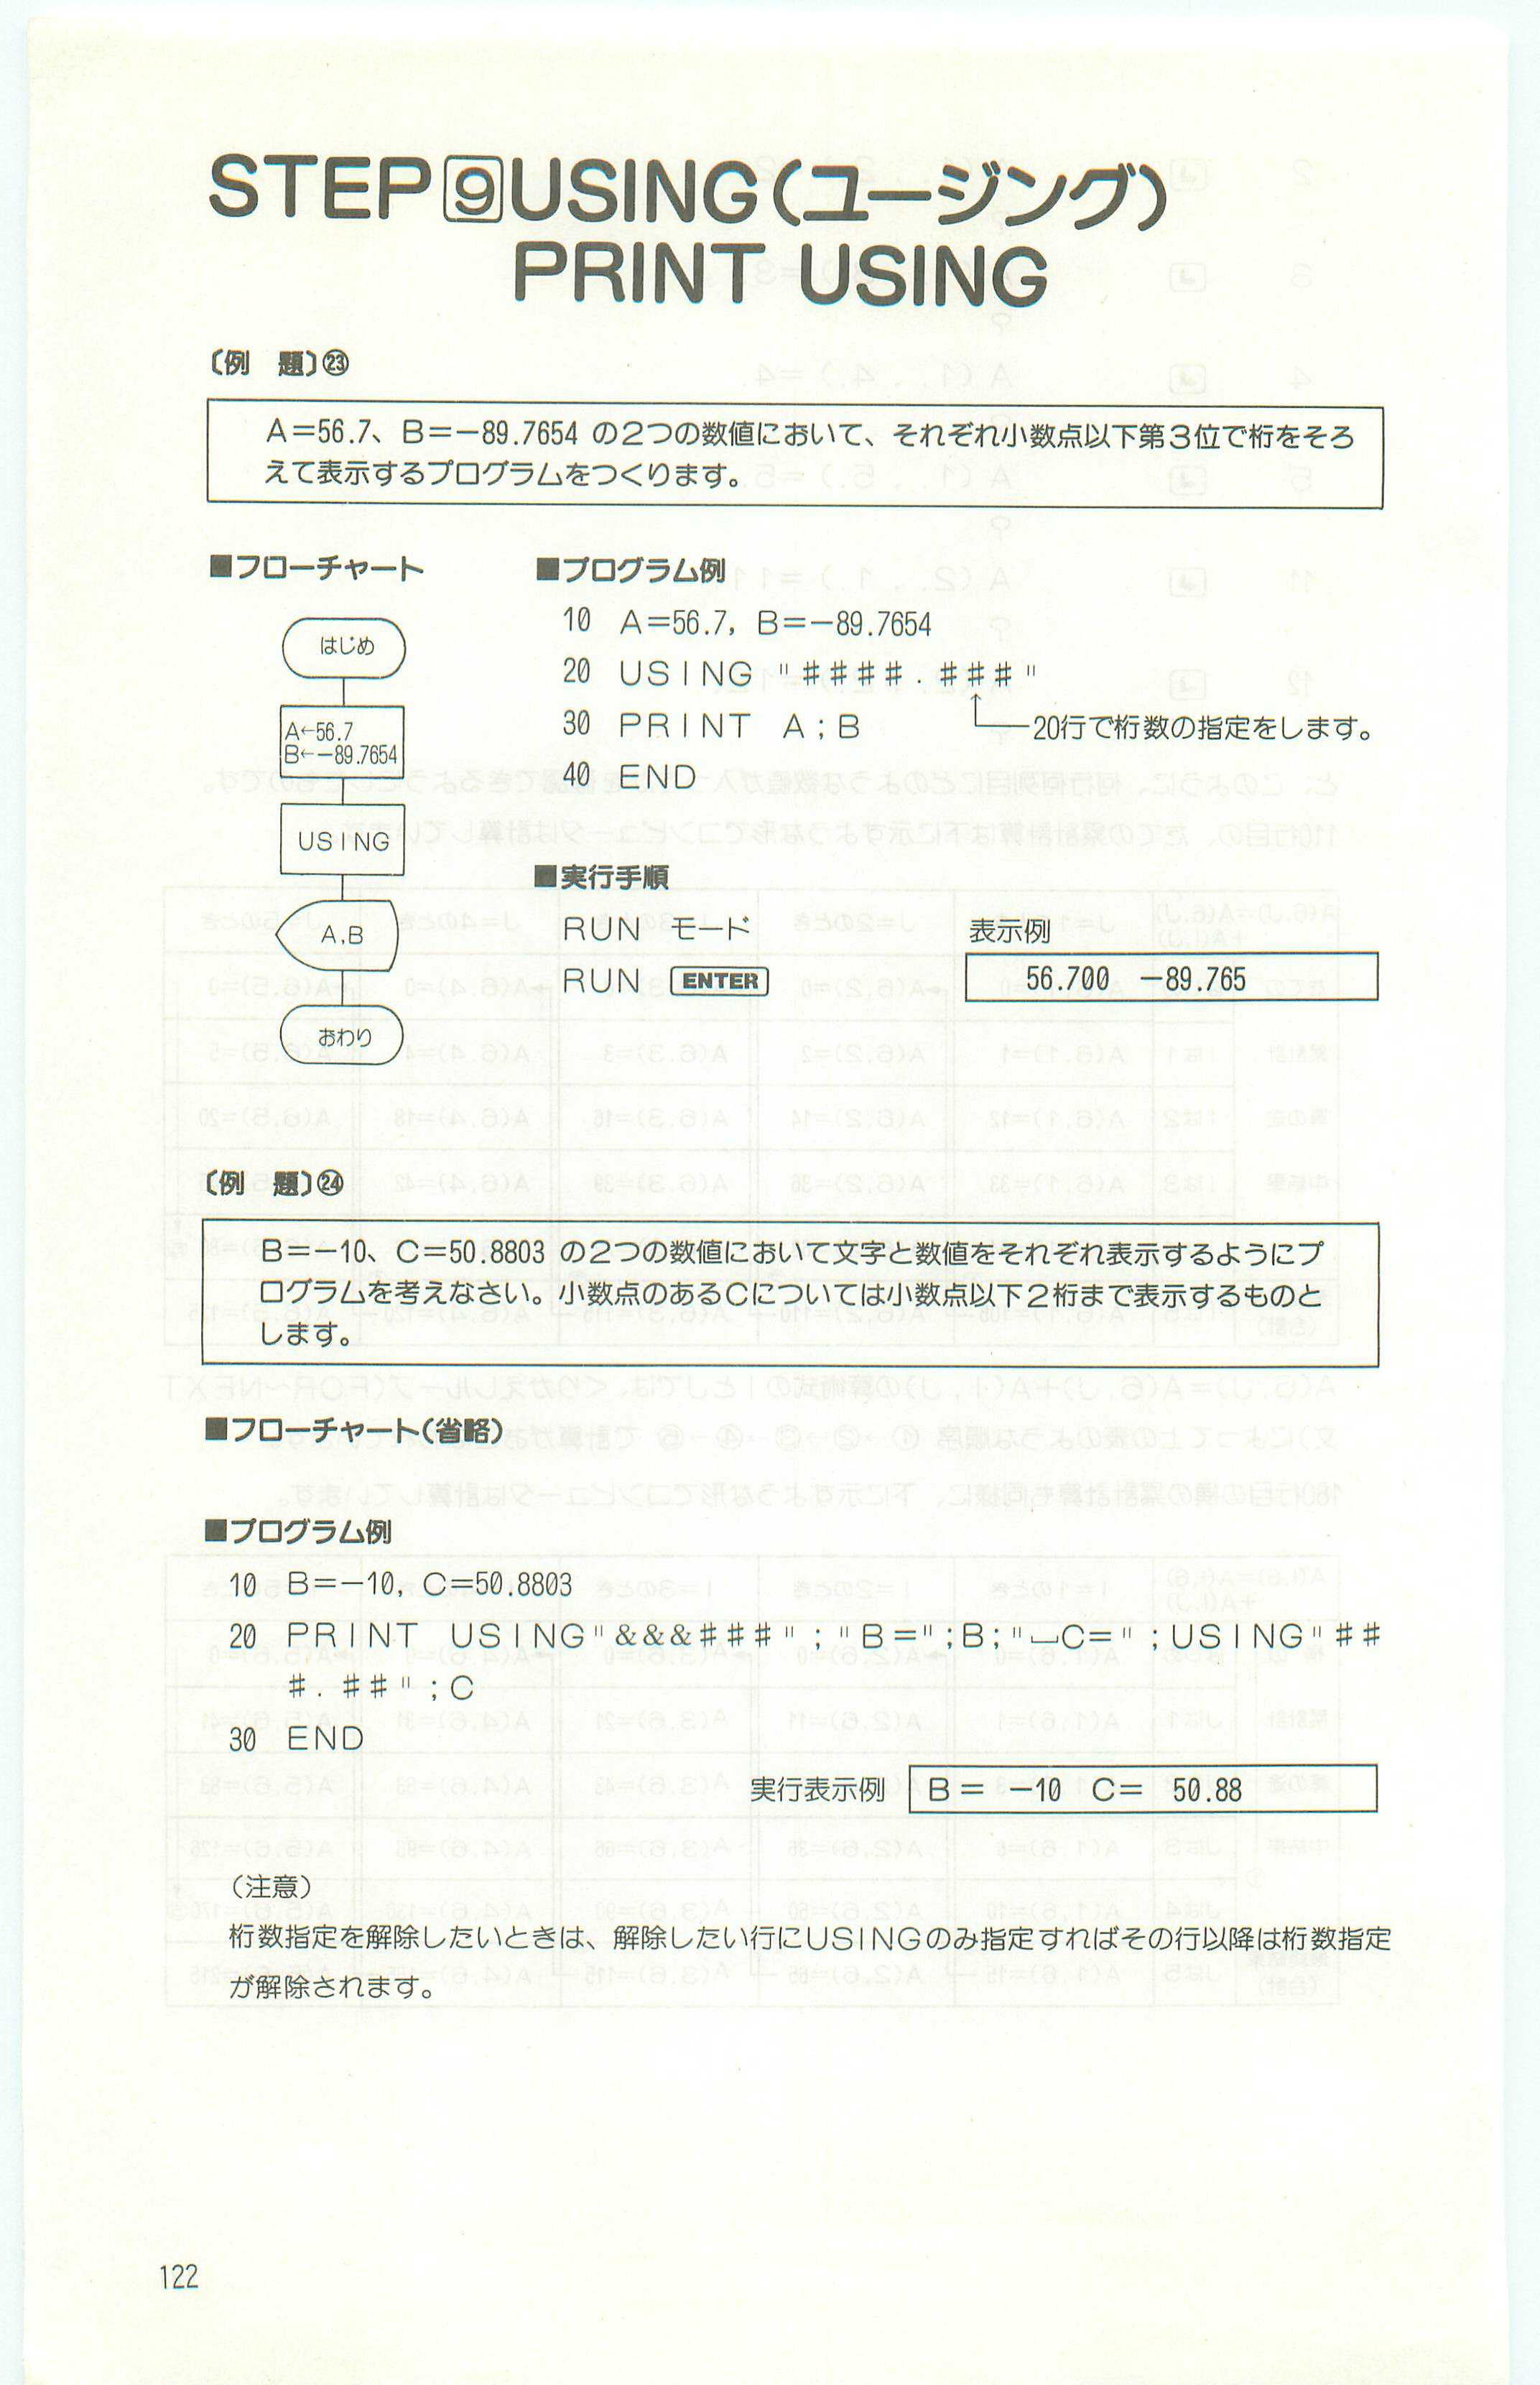 STEP 9 USING(ユージング)
PRINT USING
〔例 題〕㉓
A=56.7、B=−89.7654 の2つの数値において、それぞれ小数点以下第3位で桁をそろ
えて表示するプログラムをつくります。
■フローチャート
はじめ
A←56.7
B←−89.7654
USING
A,B
おわり
■プログラム例
10 A=56.7, B=−89.7654
20 USING "####.###"
30 PRINT A;B
20行で桁数の指定をします。
40 END
■実行手順
RUN モード
RUN ENTER
表示例
56.700 −89.765
〔例 題〕㉔
B=−10、C=50.8803 の2つの数値において文字と数値をそれぞれ表示するようにプ
ログラムを考えなさい。小数点のあるCについては小数点以下2桁まで表示するものと
します。
■フローチャート(省略)
■プログラム例
10 B=−10, C=50.8803
20 PRINT USING"&&&###";"B=";B;"⎵C=";USING"##
#.##";C
30 END
実行表示例
B= −10 C= 50.88
(注意)
桁数指定を解除したいときは、解除したい行にUSINGのみ指定すればその行以降は桁数指定
が解除されます。
122